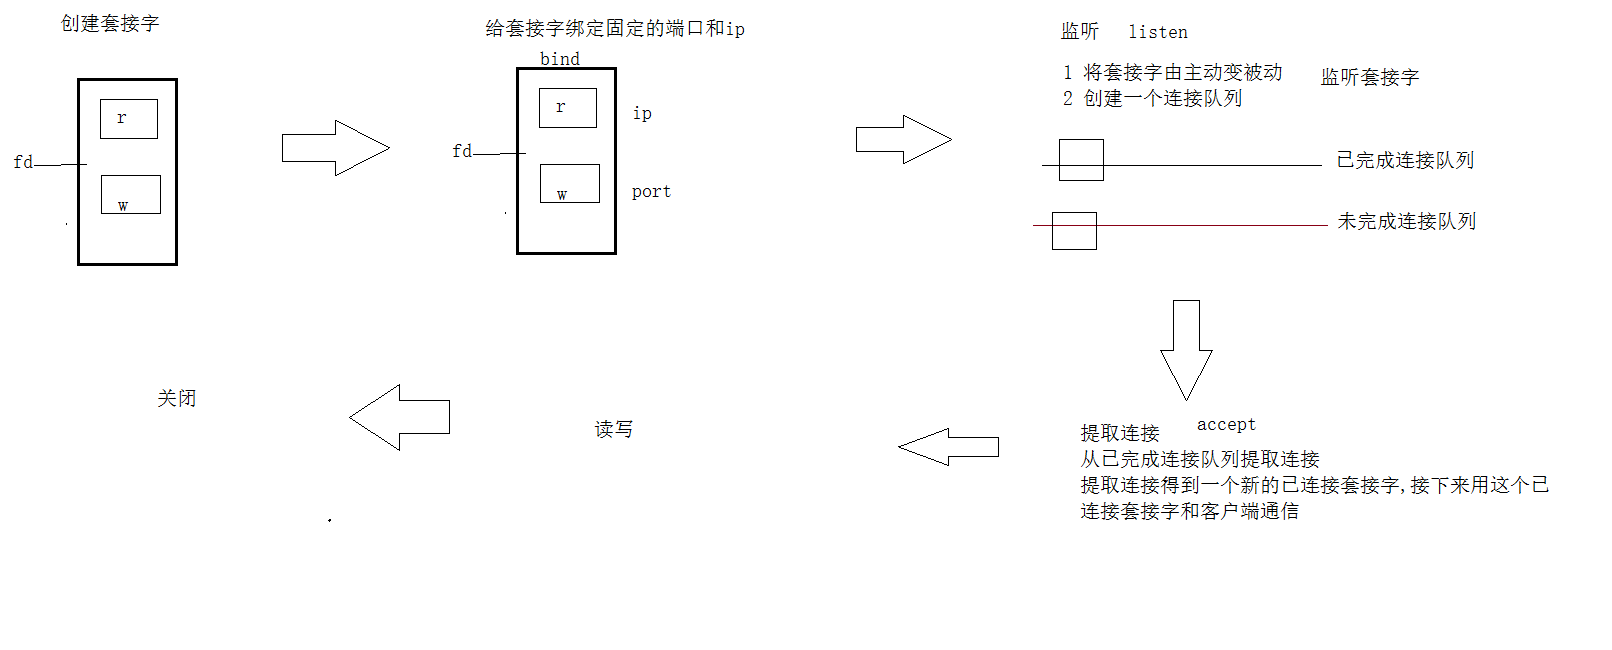 创建套接字
r
fd
w
给套接字绑定固定的端口和ip
bind
r
ip
fd
w
port
监听 listen
1 将套接字由主动变被动
监听套接字
2 创建一个连接队列
已完成连接队列
未完成连接队列
提取连接 accept
从已完成连接队列提取连接
提取连接得到一个新的已连接套接字,接下来用这个已
连接套接字和客户端通信
读写
关闭